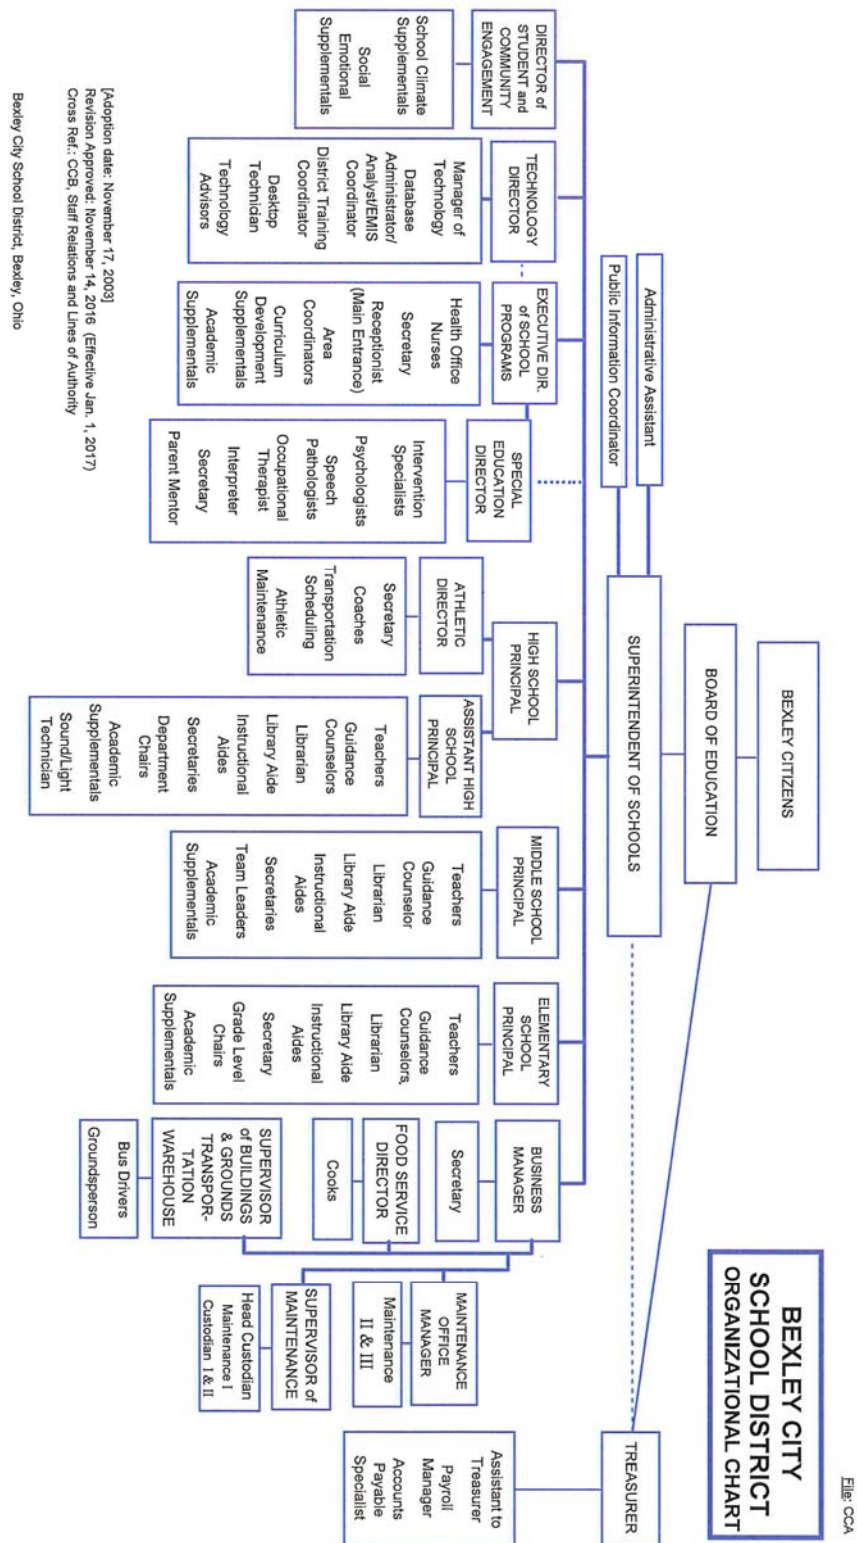 File: CCA
BEXLEY CITY
SCHOOL DISTRICT
ORGANIZATIONAL CHART
BEXLEY CITIZENS
BOARD OF EDUCATION
SUPERINTENDENT OF SCHOOLS
TREASURER
Administrative Assistant
Public Information Coordinator
Assistant to
Treasurer
Payroll
Manager
Accounts
Payable
Specialist
DIRECTOR of
STUDENT and
COMMUNITY
ENGAGEMENT
School Climate
Supplementals
Social
Emotional
Supplementals
TECHNOLOGY
DIRECTOR
Manager of
Technology
Database
Administrator/
Analyst/EMIS
Coordinator
District Training
Coordinator
Desktop
Technician
Technology
Advisors
EXECUTIVE DIR.
of SCHOOL
PROGRAMS
Health Office
Nurses
Secretary
Receptionist
(Main Entrance)
Area
Coordinators
Curriculum
Development
Supplementals
Academic
Supplementals
SPECIAL
EDUCATION
DIRECTOR
Intervention
Specialists
Psychologists
Speech
Pathologists
Occupational
Therapist
Interpreter
Secretary
Parent Mentor
HIGH SCHOOL
PRINCIPAL
ATHLETIC
DIRECTOR
Secretary
Coaches
Transportation
Scheduling
Athletic
Maintenance
ASSISTANT HIGH
SCHOOL
PRINCIPAL
Teachers
Guidance
Counselors
Librarian
Library Aide
Instructional
Aides
Secretaries
Department
Chairs
Academic
Supplementals
Sound/Light
Technician
MIDDLE SCHOOL
PRINCIPAL
Teachers
Guidance
Counselor
Librarian
Library Aide
Instructional
Aides
Secretaries
Team Leaders
Academic
Supplementals
ELEMENTARY
SCHOOL
PRINCIPAL
Teachers
Guidance
Counselors,
Librarian
Library Aide
Instructional
Aides
Secretary
Grade Level
Chairs
Academic
Supplementals
BUSINESS
MANAGER
Secretary
FOOD SERVICE
DIRECTOR
Cooks
SUPERVISOR
of BUILDINGS
& GROUNDS
TRANSPOR-
TATION
WAREHOUSE
Bus Drivers
Groundsperson
MAINTENANCE
OFFICE
MANAGER
Maintenance
II & III
SUPERVISOR of
MAINTENANCE
Head Custodian
Maintenance I
Custodian I & II
[Adoption date: November 17, 2003]
Revision Approved: November 14, 2016 (Effective Jan. 1, 2017)
Cross Ref.: CCB, Staff Relations and Lines of Authority
Bexley City School District, Bexley, Ohio